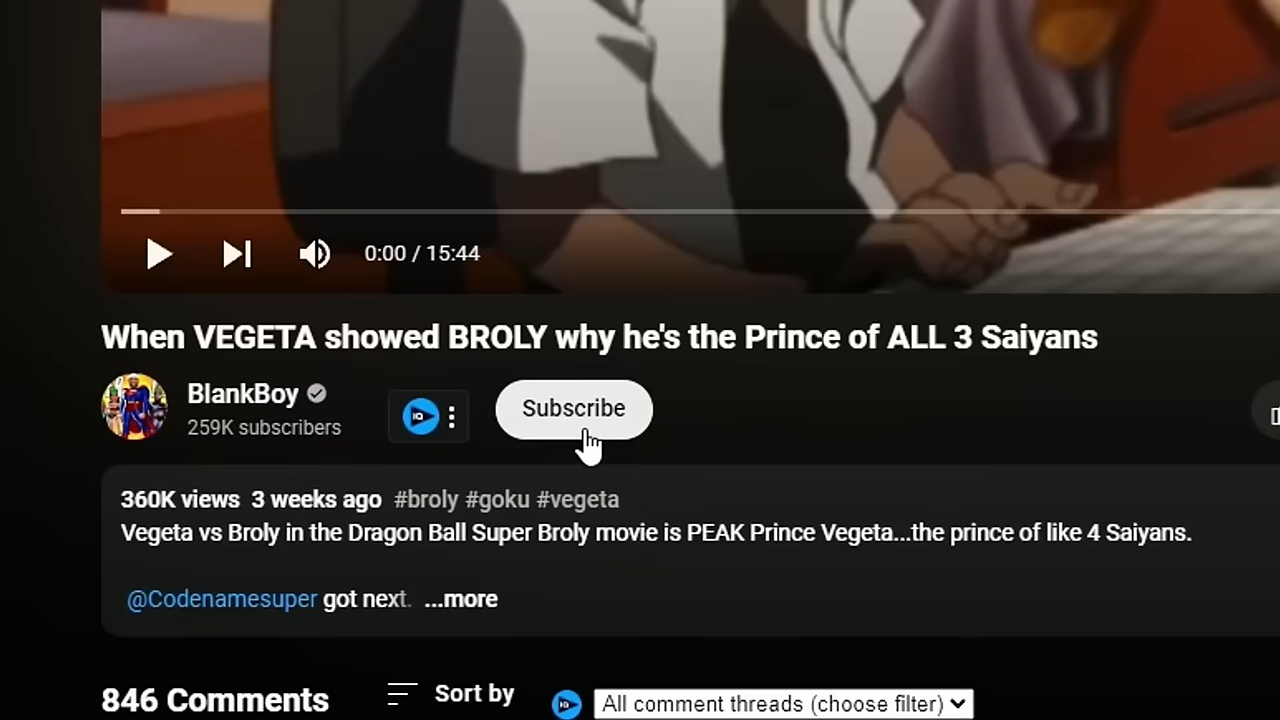 0:00 / 15:44
When VEGETA showed BROLY why he's the Prince of ALL 3 Saiyans
BlankBoy
259K subscribers
IQ
Subscribe
360K views 3 weeks ago #broly #goku #vegeta
Vegeta vs Broly in the Dragon Ball Super Broly movie is PEAK Prince Vegeta...the prince of like 4 Saiyans.
@Codenamesuper got next. ...more
846 Comments
Sort by
IQ
All comment threads (choose filter)